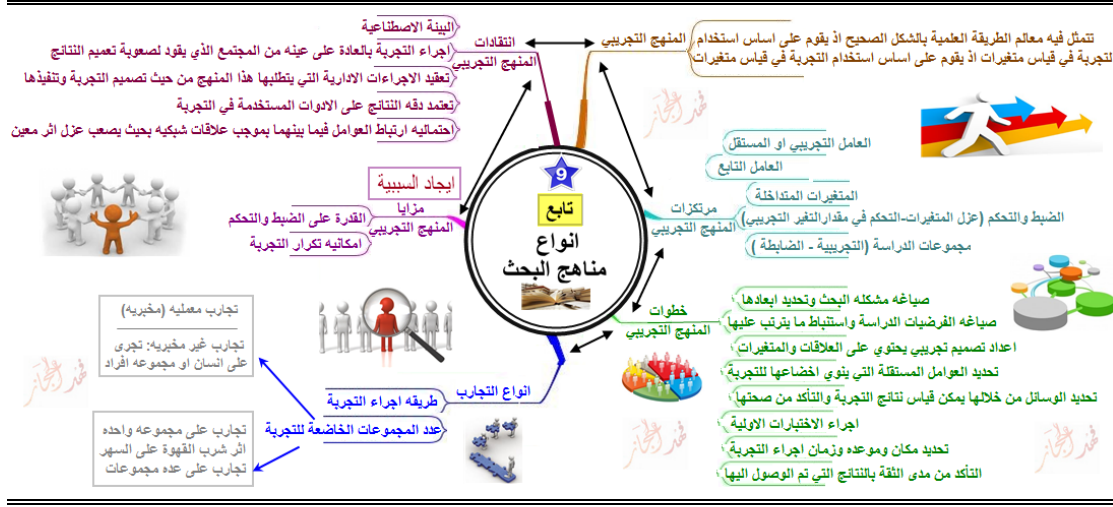 9
تابع
انواع
مناهج البحث
المنهج التجريبي
تتمثل فيه معالم الطريقة العلمية بالشكل الصحيح اذ يقوم على اساس استخدام
لتجربة في قياس متغيرات اذ يقوم على اساس استخدام التجربة في قياس متغيرات
مرتكزات
المنهج التجريبي
العامل التجريبي او المستقل
العامل التابع
المتغيرات المتداخلة
الضبط والتحكم (عزل المتغيرات-التحكم في مقدار التغير التجريبي)
مجموعات الدراسة (التجريبية - الضابطة )
خطوات
المنهج التجريبي
صياغه مشكله البحث وتحديد ابعادها
صياغه الفرضيات الدراسة واستنباط ما يترتب عليها
اعداد تصميم تجريبي يحتوي على العلاقات والمتغيرات
تحديد العوامل المستقلة التي ينوي اخضاعها للتجربة
تحديد الوسائل من خلالها يمكن قياس نتائج التجربة والتأكد من صحتها
اجراء الاختبارات الاولية
تحديد مكان وموعده وزمان اجراء التجربة
التأكد من مدى الثقة بالنتائج التي تم الوصول اليها
انواع التجارب
طريقه اجراء التجربة
عدد المجموعات الخاضعة للتجربة
تجارب معمليه (مخبريه)
تجارب غير مخبريه: تجرى
على انسان او مجموعه افراد
تجارب على مجموعه واحده
اثر شرب القهوة على السهر
تجارب على عده مجموعات
ايجاد السببية
مزايا
المنهج التجريبي
القدرة على الضبط والتحكم
امكانيه تكرار التجربة
انتقادات
المنهج التجريبي
البيئة الاصطناعية
اجراء التجربة بالعادة على عينه من المجتمع الذي يقود لصعوبة تعميم النتائج
تعقيد الاجراءات الادارية التي يتطلبها هذا المنهج من حيث تصميم التجربة وتنفيذها
تعتمد دقه النتائج على الادوات المستخدمة في التجربة
احتماليه ارتباط العوامل فيما بينهما بموجب علاقات شبكيه بحيث يصعب عزل اثر معين